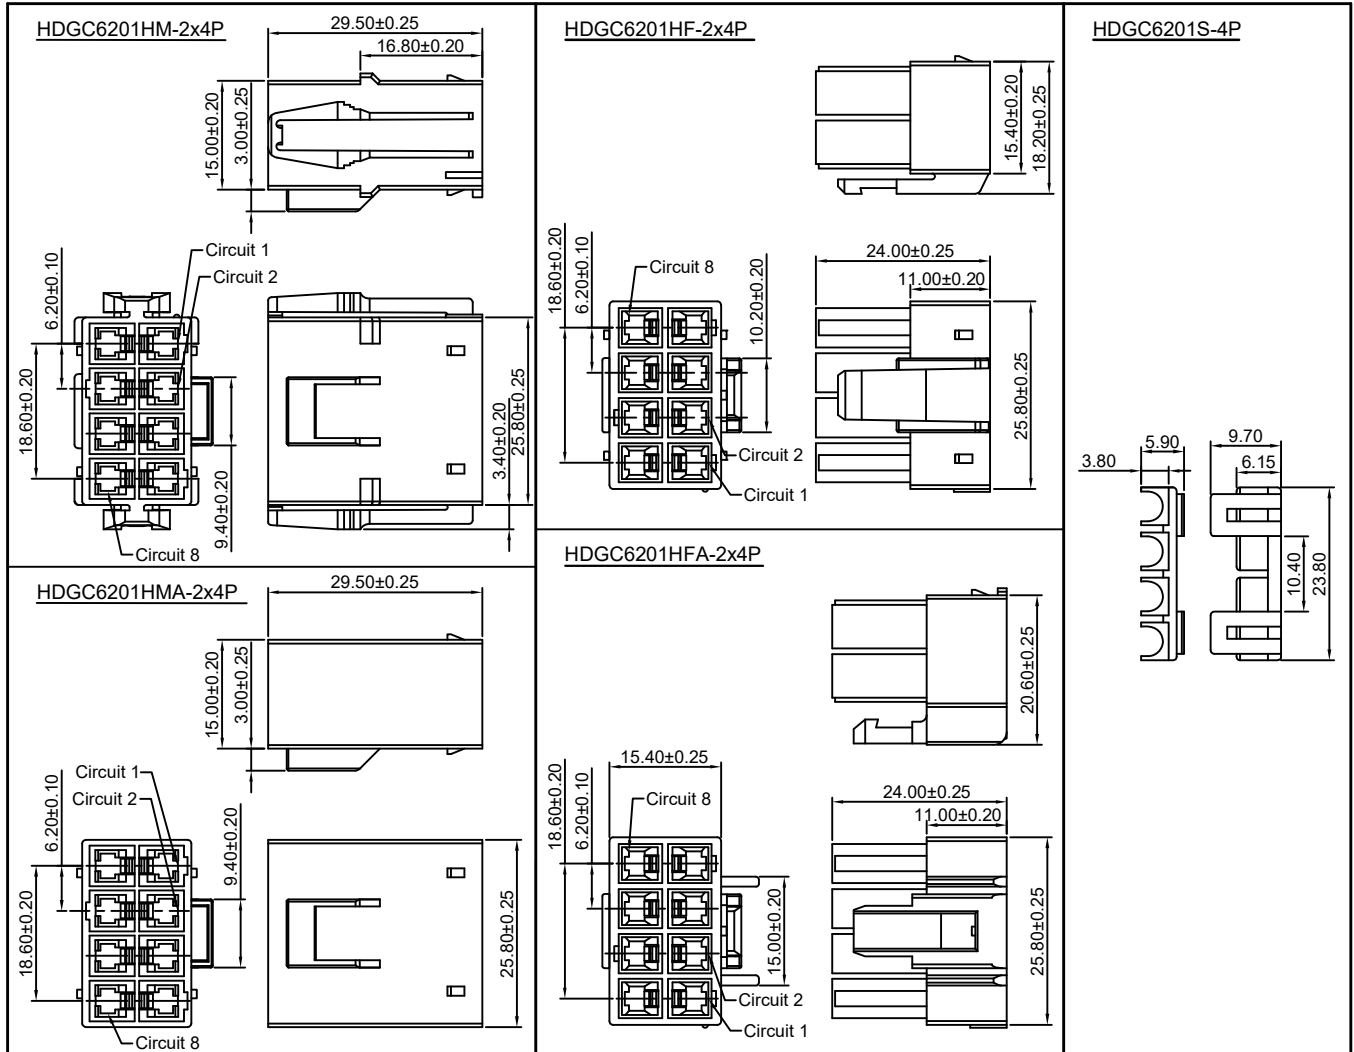 HDGC6201HM-2x4P
29.50±0.25
16.80±0.20
15.00±0.20
3.00±0.25
Circuit 1
Circuit 2
6.20±0.10
18.60±0.20
9.40±0.20
3.40±0.20
25.80±0.25
Circuit 8
HDGC6201HMA-2x4P
29.50±0.25
15.00±0.20
3.00±0.25
Circuit 1
Circuit 2
6.20±0.10
18.60±0.20
9.40±0.20
25.80±0.25
Circuit 8
HDGC6201HF-2x4P
15.40±0.20
18.20±0.25
18.60±0.20
6.20±0.10
Circuit 8
10.20±0.20
24.00±0.25
11.00±0.20
25.80±0.25
Circuit 2
Circuit 1
HDGC6201HFA-2x4P
20.60±0.25
15.40±0.25
18.60±0.20
6.20±0.10
Circuit 8
15.00±0.20
24.00±0.25
11.00±0.20
25.80±0.25
Circuit 2
Circuit 1
HDGC6201S-4P
5.90
3.80
9.70
6.15
10.40
23.80